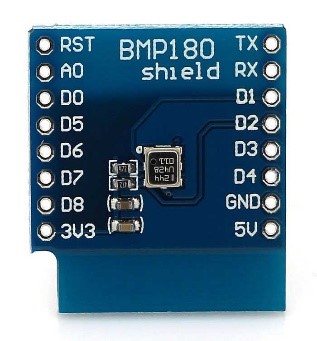 RST BMP180 TX
A0 shield RX
D0 D1
D5 D2
D6 D3
D7 D4
D8 GND
3V3 5V